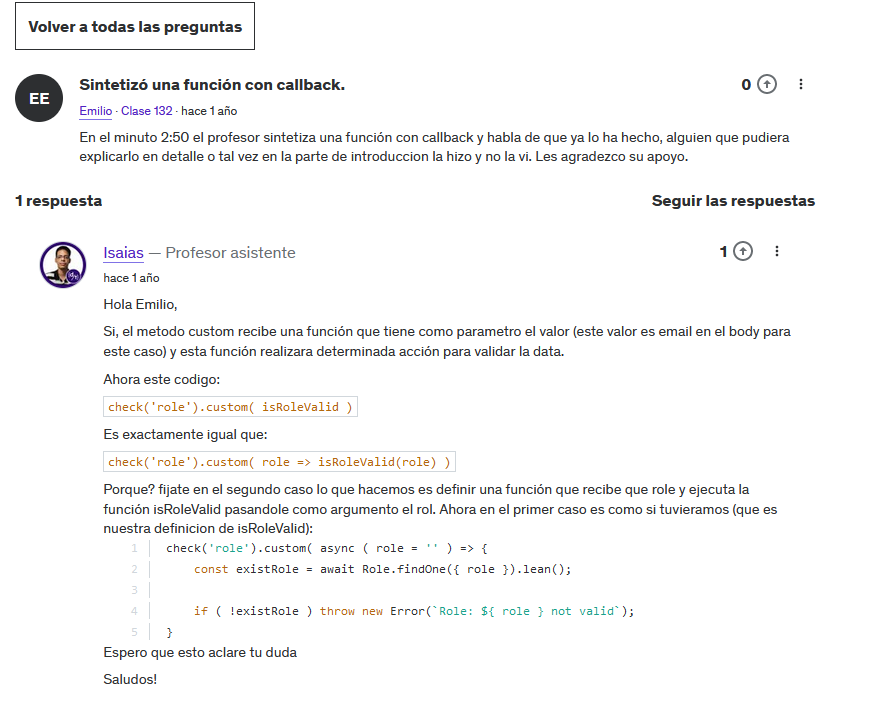 Volver a todas las preguntas
EE
Sintetizó una función con callback.
0
Emilio · Clase 132 · hace 1 año
En el minuto 2:50 el profesor sintetiza una función con callback y habla de que ya lo ha hecho, alguien que pudiera
explicarlo en detalle o tal vez en la parte de introduccion la hizo y no la vi. Les agradezco su apoyo.
1 respuesta
Seguir las respuestas
Isaias — Profesor asistente
1
hace 1 año
Hola Emilio,
Si, el metodo custom recibe una función que tiene como parametro el valor (este valor es email en el body para
este caso) y esta función realizara determinada acción para validar la data.
Ahora este codigo:
check('role').custom( isRoleValid )
Es exactamente igual que:
check('role').custom( role => isRoleValid(role) )
Porque? fijate en el segundo caso lo que hacemos es definir una función que recibe que role y ejecuta la
función isRoleValid pasandole como argumento el rol. Ahora en el primer caso es como si tuvieramos (que es
nuestra definicion de isRoleValid):
1 check('role').custom( async ( role = '' ) => {
2 const existRole = await Role.findOne({ role }).lean();
3
4 if ( !existRole ) throw new Error(`Role: ${ role } not valid`);
5 }
Espero que esto aclare tu duda
Saludos!